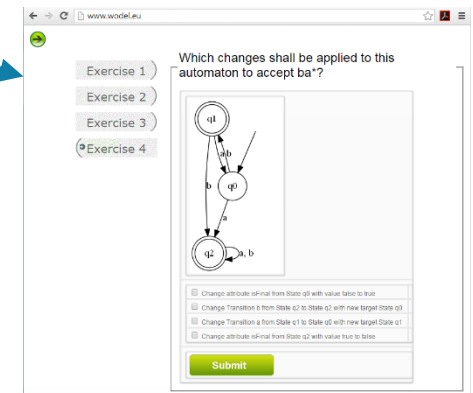 www.wodel.eu
Exercise 1
Exercise 2
Exercise 3
Exercise 4
Which changes shall be applied to this
automaton to accept ba*?
q1
a,b
b
q0
a
q2
a, b
Change attribute isFinal from State q0 with value false to true
Change Transition b from State q2 to State q2 with new target State q0
Change Transition a from State q1 to State q0 with new target State q1
Change attribute isFinal from State q2 with value true to false
Submit